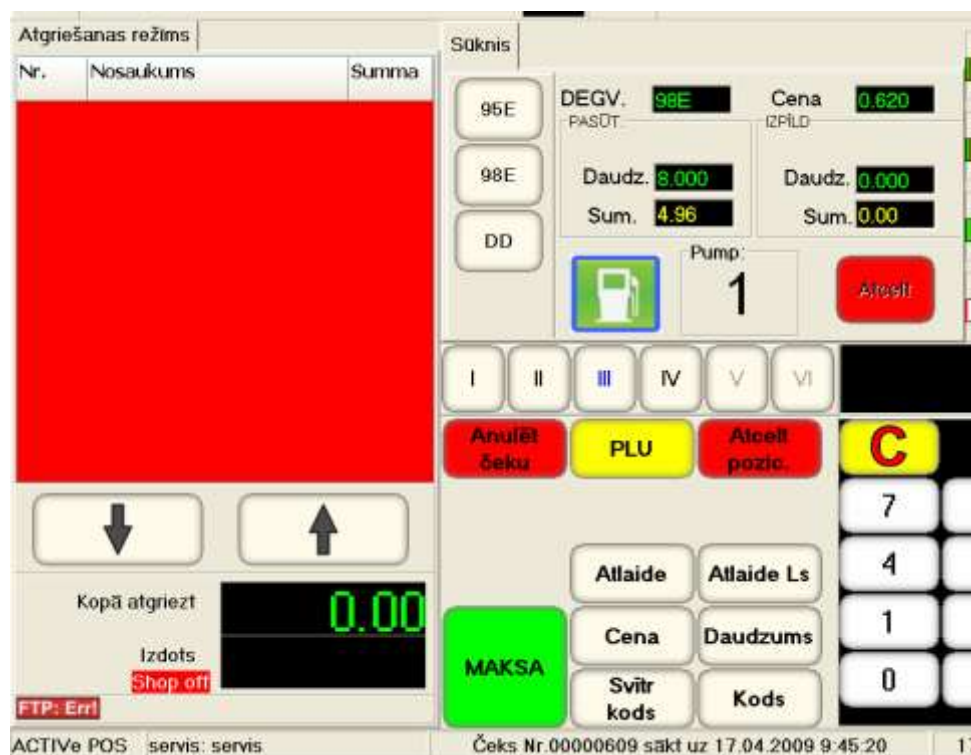 Atgriešanas režīms
Nr. Nosaukums Summa
Kopā atgriezt 0.00
Izdots
Shop off
FTP: Err!
Sūknis
95E
98E
DD
DEGV. 98E Cena 0.620
PASŪT. IZPĪLD
Daudz. 8.000 Daudz. 0.000
Sum. 4.96 Sum. 0.00
Pump:
1
Atcelt
I II III IV V VI
Anulēt čeku
PLU
Atcelt pozic.
C
7
4
1
0
Atlaide
Atlaide Ls
MAKSA
Cena
Daudzums
Svītr kods
Kods
ACTIVe POS servis: servis Čeks Nr.00000609 sākt uz 17.04.2009 9:45:20